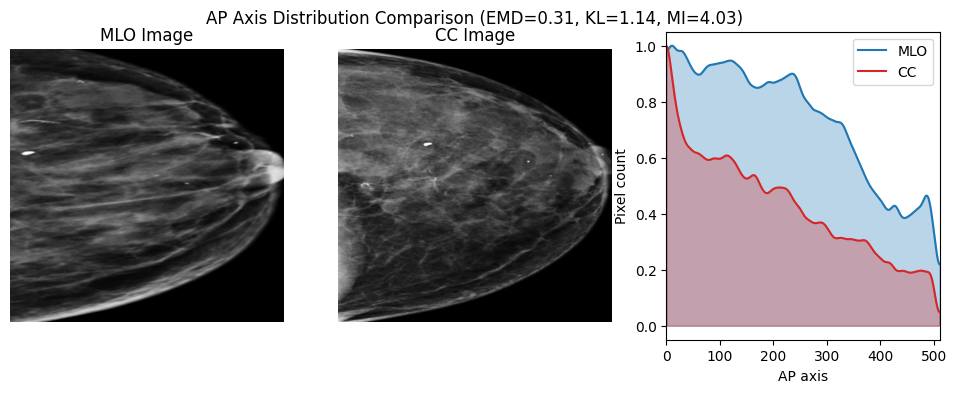 AP Axis Distribution Comparison (EMD=0.31, KL=1.14, MI=4.03)
MLO Image
CC Image
MLO
CC
Pixel count
1.0
0.8
0.6
0.4
0.2
0.0
0 100 200 300 400 500
AP axis